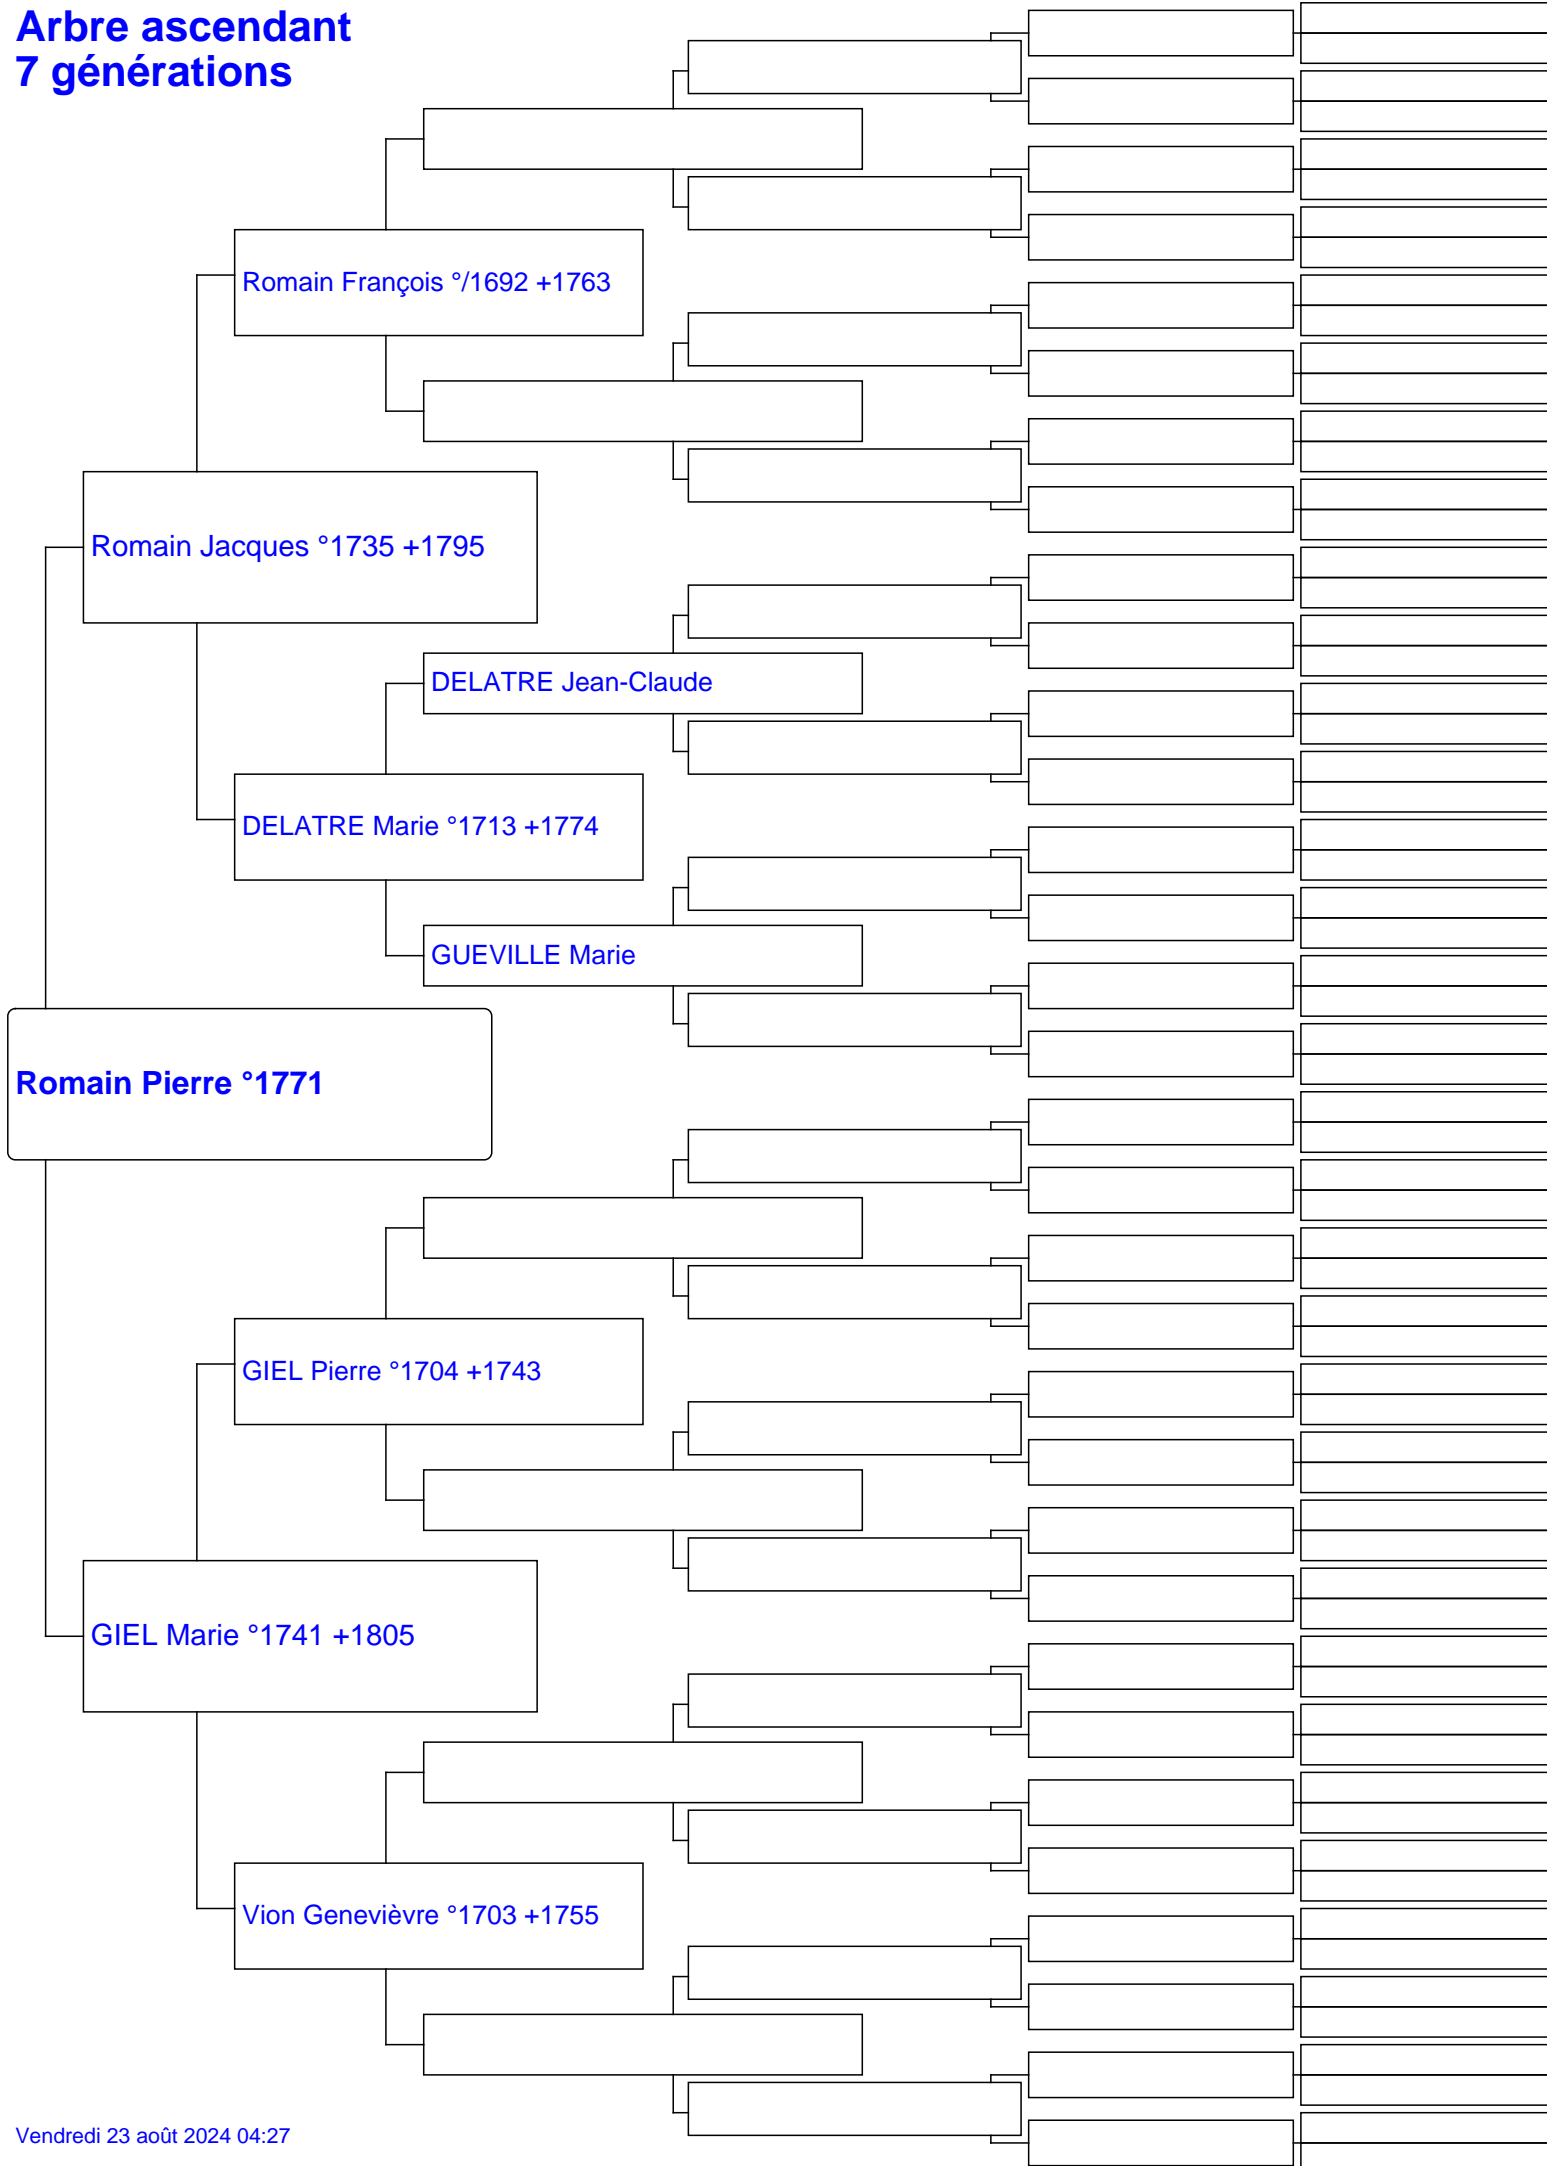 Arbre ascendant
7 générations
Romain François °/1692 +1763
Romain Jacques °1735 +1795
DELATRE Jean-Claude
DELATRE Marie °1713 +1774
GUEVILLE Marie
Romain Pierre °1771
GIEL Pierre °1704 +1743
GIEL Marie °1741 +1805
Vion Genevièvre °1703 +1755
Vendredi 23 août 2024 04:27